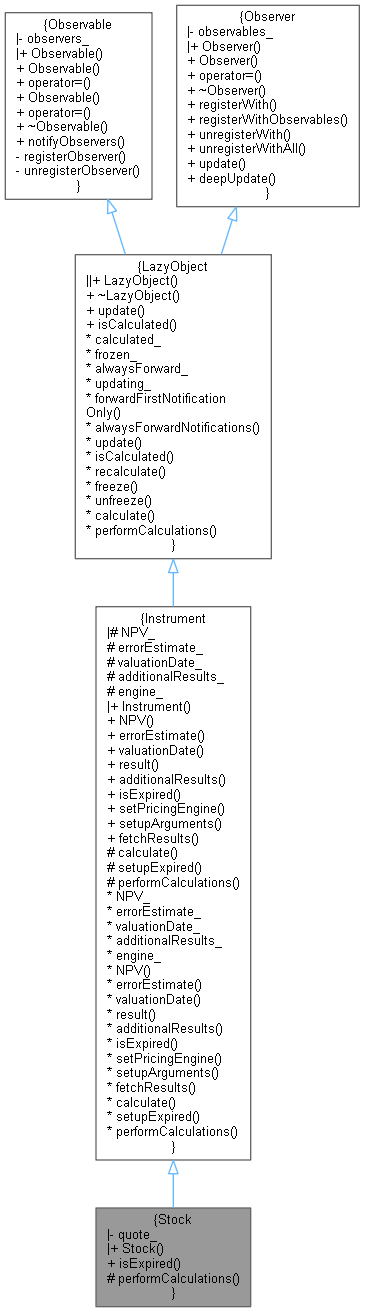 {Observable
|- observers_
|+ Observable()
+ Observable()
+ operator=()
+ Observable()
+ operator=()
+ ~Observable()
+ notifyObservers()
- registerObserver()
- unregisterObserver()
}
{Observer
|- observables_
|+ Observer()
+ Observer()
+ operator=()
+ ~Observer()
+ registerWith()
+ registerWithObservables()
+ unregisterWith()
+ unregisterWithAll()
+ update()
+ deepUpdate()
}
{LazyObject
||+ LazyObject()
+ ~LazyObject()
+ update()
+ isCalculated()
* calculated_
* frozen_
* alwaysForward_
* updating_
* forwardFirstNotification
Only()
* alwaysForwardNotifications()
* update()
* isCalculated()
* recalculate()
* freeze()
* unfreeze()
* calculate()
* performCalculations()
}
{Instrument
|# NPV_
# errorEstimate_
# valuationDate_
# additionalResults_
# engine_
|+ Instrument()
+ NPV()
+ errorEstimate()
+ valuationDate()
+ result()
+ additionalResults()
+ isExpired()
+ setPricingEngine()
+ setupArguments()
+ fetchResults()
# calculate()
# setupExpired()
# performCalculations()
* NPV_
* errorEstimate_
* valuationDate_
* additionalResults_
* engine_
* NPV()
* errorEstimate()
* valuationDate()
* result()
* additionalResults()
* isExpired()
* setPricingEngine()
* setupArguments()
* fetchResults()
* calculate()
* setupExpired()
* performCalculations()
}
{Stock
|- quote_
|+ Stock()
+ isExpired()
# performCalculations()
}